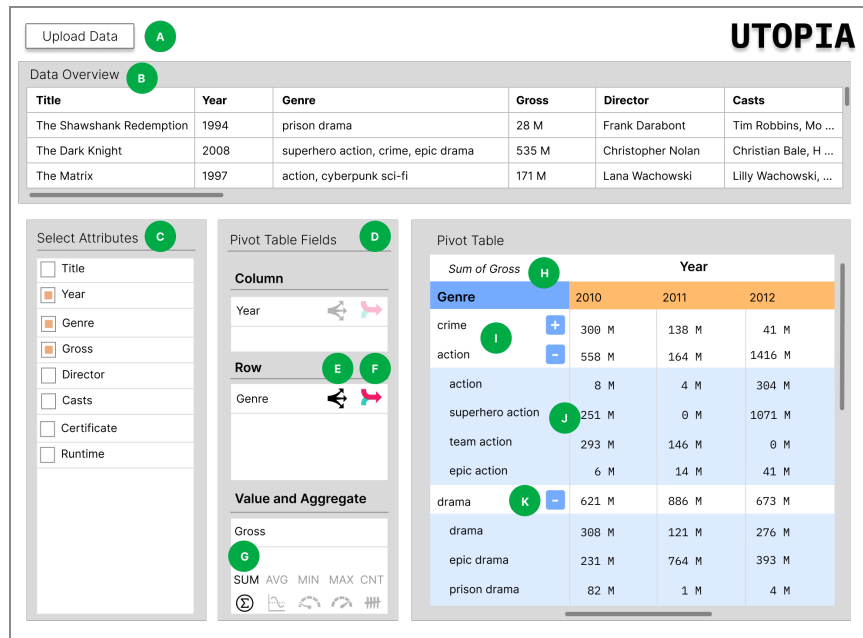 Upload Data A UTOPIA
Data Overview B
Title Year Genre Gross Director Casts
The Shawshank Redemption 1994 prison drama 28 M Frank Darabont Tim Robbins, Mo ...
The Dark Knight 2008 superhero action, crime, epic drama 535 M Christopher Nolan Christian Bale, H ...
The Matrix 1997 action, cyberpunk sci-fi 171 M Lana Wachowski Lilly Wachowski, ...
Select Attributes C
Title
Year
Genre
Gross
Director
Casts
Certificate
Runtime
Pivot Table Fields D
Column
Year
Row E F
Genre
Value and Aggregate
Gross
G
SUM AVG MIN MAX CNT
Σ
Pivot Table
Sum of Gross H Year
Genre 2010 2011 2012
crime + 300 M 138 M 41 M
I
action - 558 M 164 M 1416 M
action 8 M 4 M 304 M
superhero action J 251 M 0 M 1071 M
team action 293 M 146 M 0 M
epic action 6 M 14 M 41 M
drama K - 621 M 886 M 673 M
drama 308 M 121 M 276 M
epic drama 231 M 764 M 393 M
prison drama 82 M 1 M 4 M